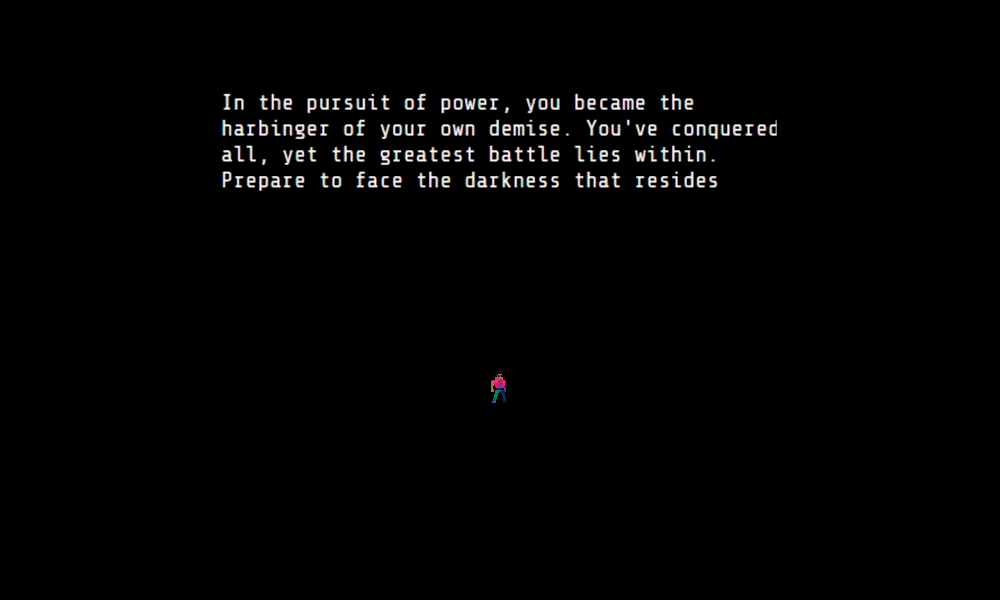 In the pursuit of power, you became the
harbinger of your own demise. You've conquered
all, yet the greatest battle lies within.
Prepare to face the darkness that resides